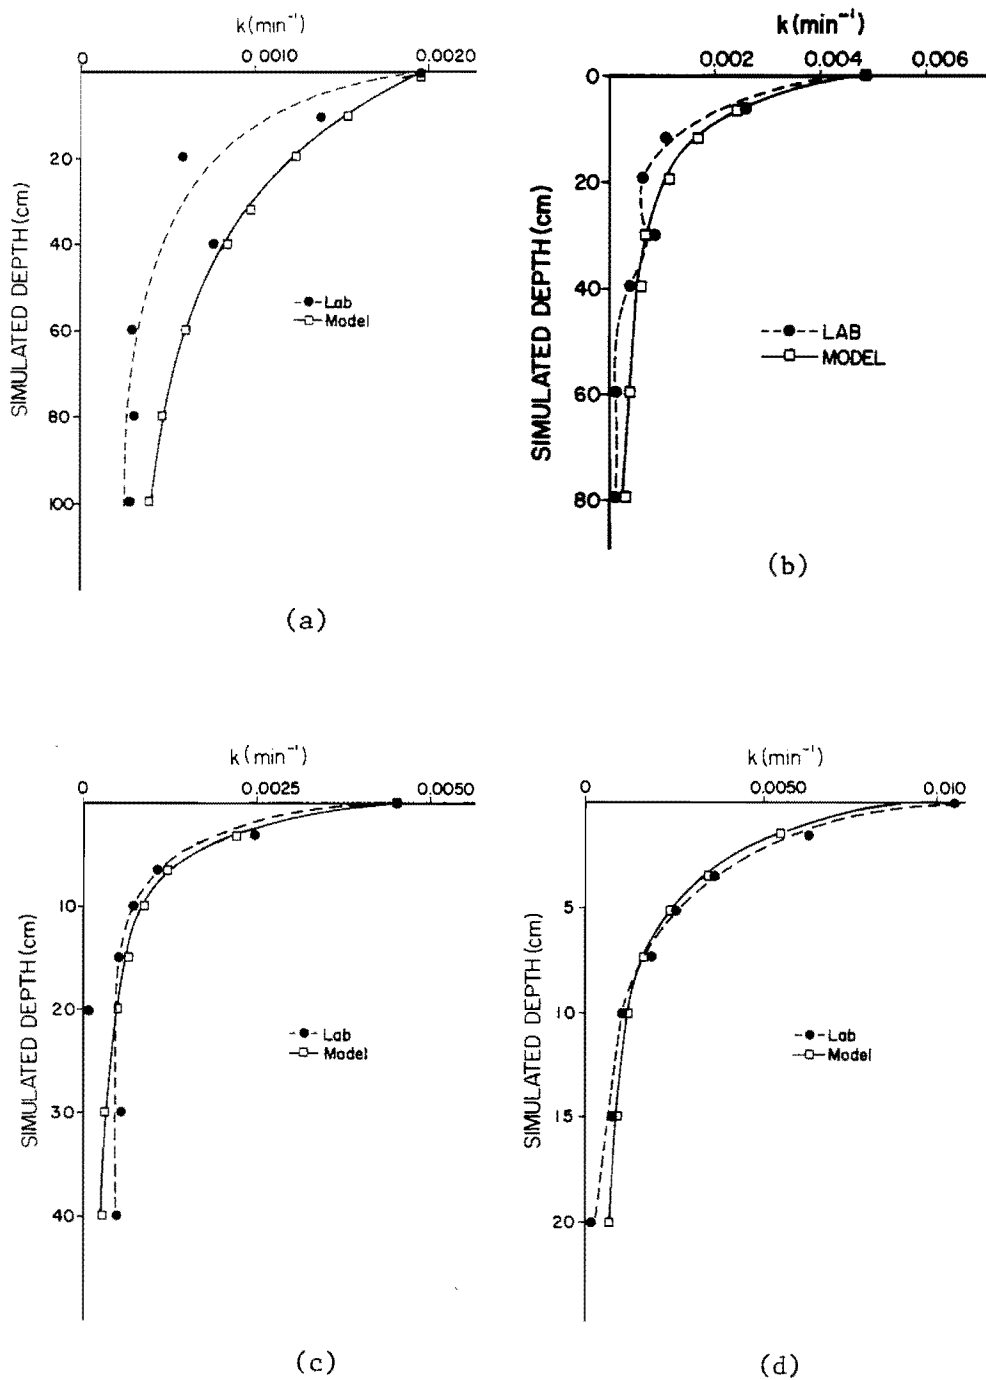 k (min⁻¹)
0 0.0010 0.0020
20
40
60
80
100
SIMULATED DEPTH (cm)
Lab
Model
(a)
k (min⁻¹)
0.002 0.004 0.006
0
20
40
60
80
SIMULATED DEPTH (cm)
LAB
MODEL
(b)
k (min⁻¹)
0 0.0025 0.0050
10
20
30
40
SIMULATED DEPTH (cm)
Lab
Model
(c)
k (min⁻¹)
0 0.0050 0.010
5
10
15
20
SIMULATED DEPTH (cm)
Lab
Model
(d)